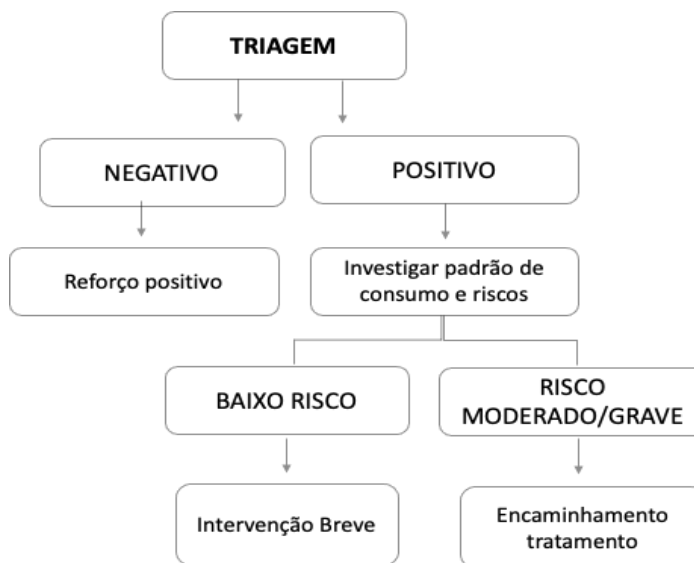 TRIAGEM
NEGATIVO
POSITIVO
Reforço positivo
Investigar padrão de
consumo e riscos
BAIXO RISCO
RISCO
MODERADO/GRAVE
Intervenção Breve
Encaminhamento
tratamento